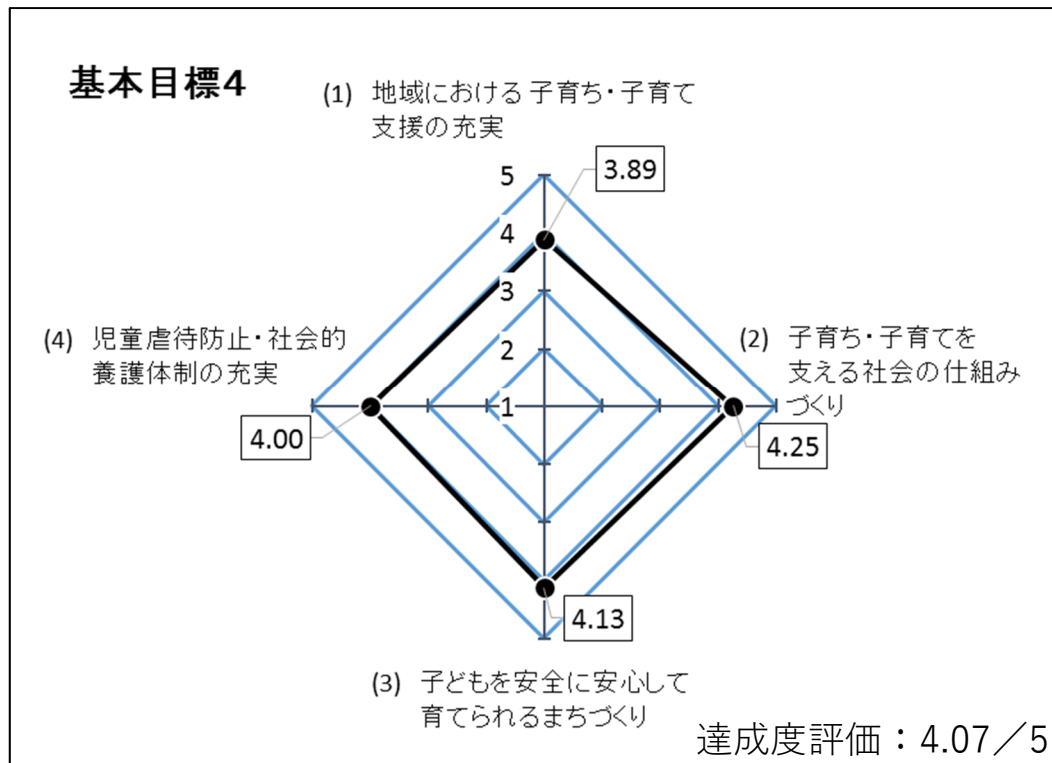 基本目標4
(1) 地域における子育ち・子育て
支援の充実
5
3.89
4
3
(4) 児童虐待防止・社会的
養護体制の充実
(2) 子育ち・子育てを
支える社会の仕組み
づくり
2
1
4.00
4.25
4.13
(3) 子どもを安全に安心して
育てられるまちづくり
達成度評価：4.07／5